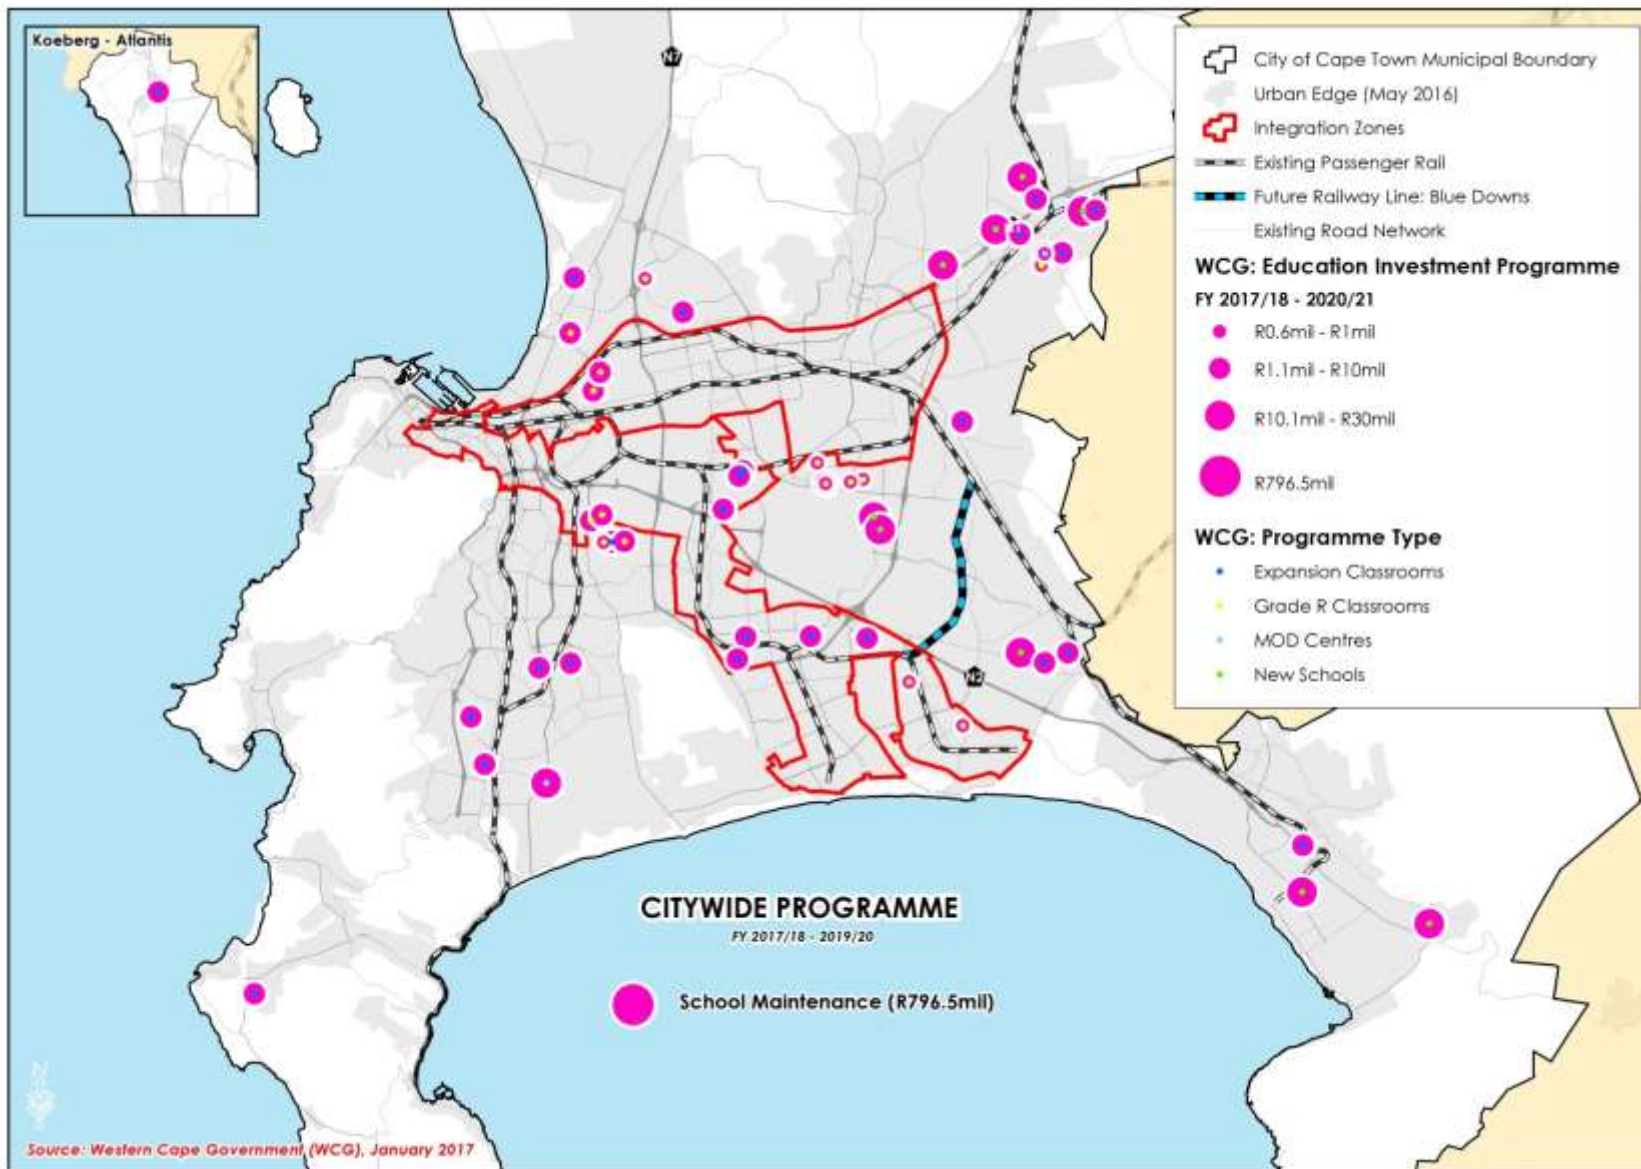 Koeberg - Atlantis
N7
City of Cape Town Municipal Boundary
Urban Edge (May 2016)
Integration Zones
Existing Passenger Rail
Future Railway Line: Blue Downs
Existing Road Network
WCG: Education Investment Programme
FY 2017/18 - 2020/21
R0.6mil - R1mil
R1.1mil - R10mil
R10.1mil - R30mil
R796.5mil
WCG: Programme Type
Expansion Classrooms
Grade R Classrooms
MOD Centres
New Schools
N2
CITYWIDE PROGRAMME
FY 2017/18 - 2019/20
School Maintenance (R796.5mil)
N
Source: Western Cape Government (WCG), January 2017